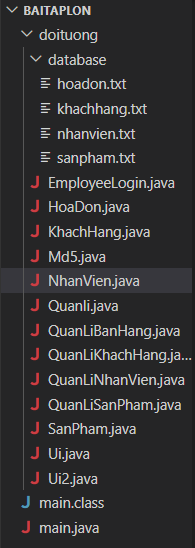 BAITAPLON
doituong
database
hoadon.txt
khachhang.txt
nhanvien.txt
sanpham.txt
EmployeeLogin.java
HoaDon.java
KhachHang.java
Md5.java
NhanVien.java
Quanli.java
QuanLiBanHang.java
QuanLiKhachHang.ja...
QuanLiNhanVien.java
QuanLiSanPham.java
SanPham.java
Ui.java
Ui2.java
main.class
main.java